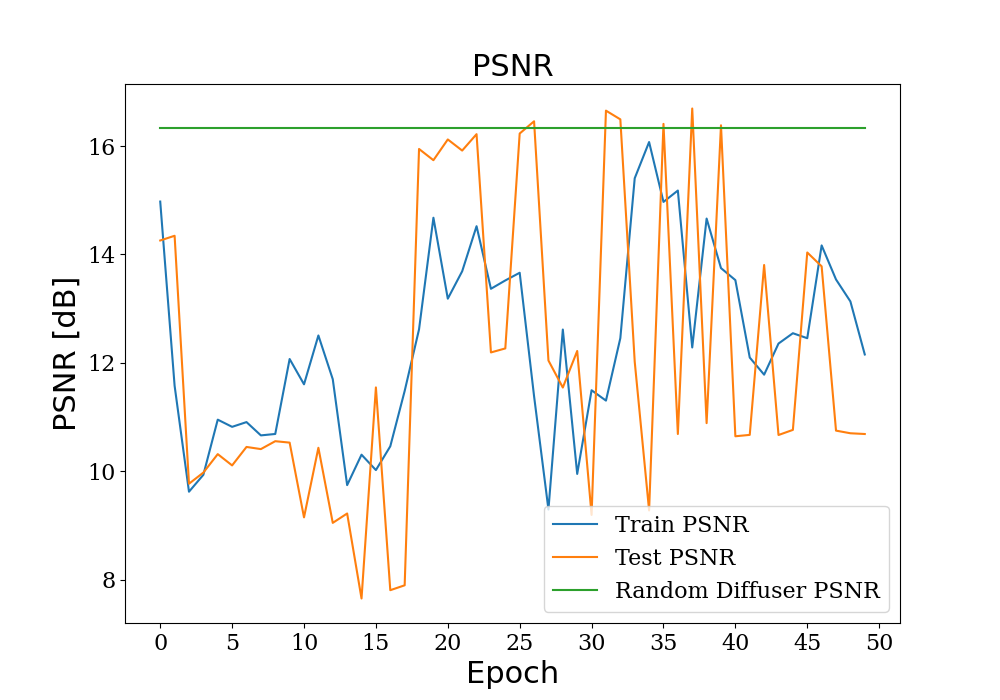 PSNR
PSNR [dB]
16
14
12
10
8
0 5 10 15 20 25 30 35 40 45 50
Epoch
Train PSNR
Test PSNR
Random Diffuser PSNR